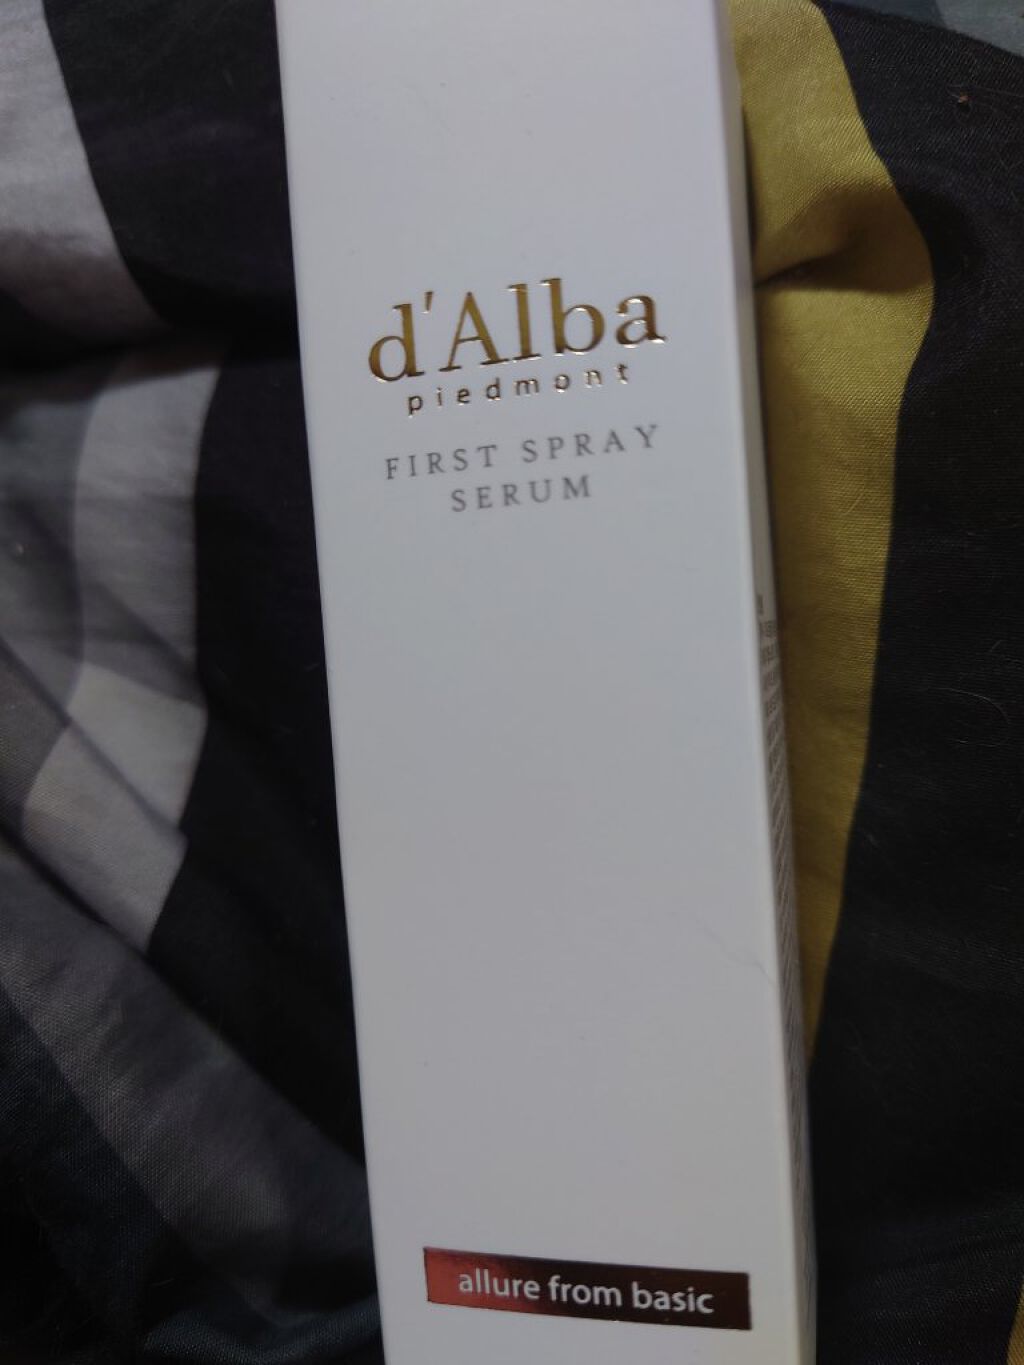 d'Alba
piedmont
FIRST SPRAY
SERUM
allure from basic